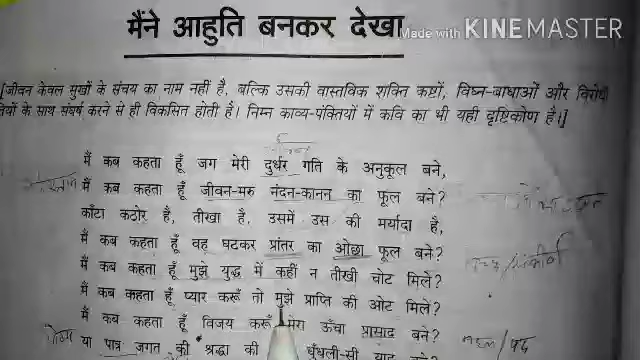 मैंने आहुति बनकर देखा
Made with KINEMASTER
[जीवन केवल सुखों के संचय का नाम नहीं है, बल्कि उसकी वास्तविक शक्ति कष्टों, विघ्न-बाधाओं और विरोधी
के साथ संघर्ष करने से ही विकसित होती है। निम्न काव्य-पंक्तियों में कवि का भी यही दृष्टिकोण है।]
मैं कब कहता हूँ जग मेरी दुर्धर गति के अनुकूल बने,
मैं कब कहता हूँ जीवन-मरु नंदन-कानन का फूल बने?
काँटा कठोर है, तीखा है, उसमें उस की मर्यादा है,
मैं कब कहता हूँ वह घटकर प्रांतर का ओछा फूल बने?
मैं कब कहता हूँ मुझे युद्ध में कहीं न तीखी चोट मिले?
मैं कब कहता हूँ प्यार करूँ तो मुझे प्राप्ति की ओट मिले?
मैं कब कहता हूँ विजय करूँ मेरा ऊँचा प्रासाद बने?
या पात्र जगत की श्रद्धा की धुँधली-सी